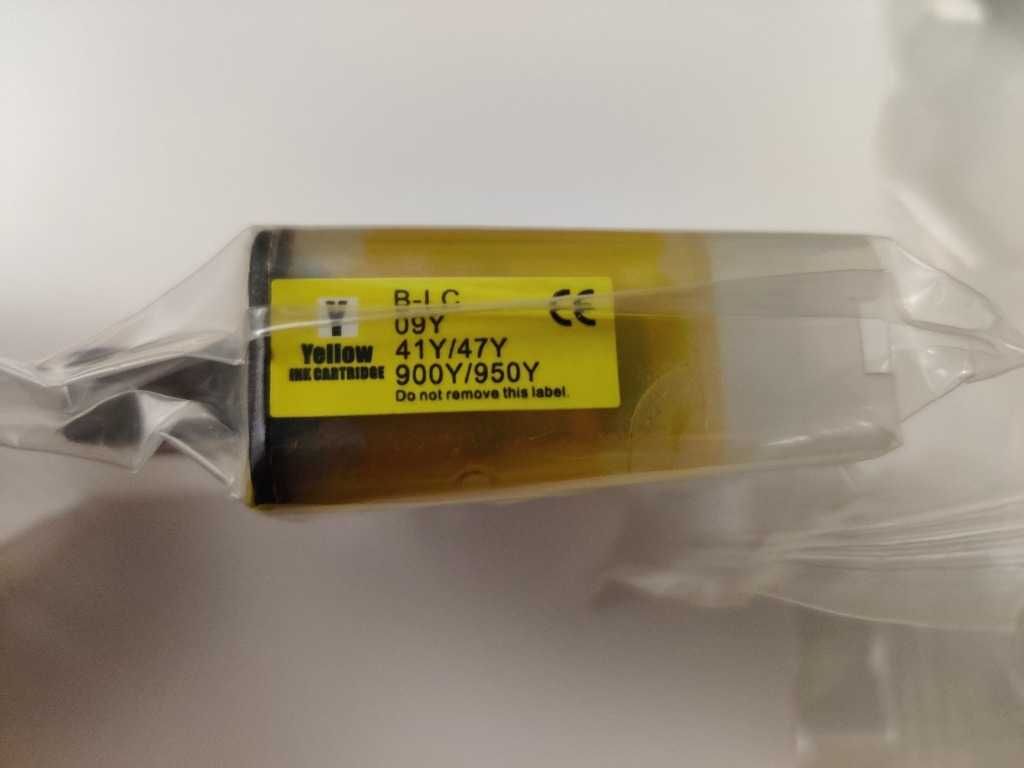 Y
Yellow
INK CARTRIDGE
B-LC
09Y
41Y/47Y
900Y/950Y
Do not remove this label.
CE